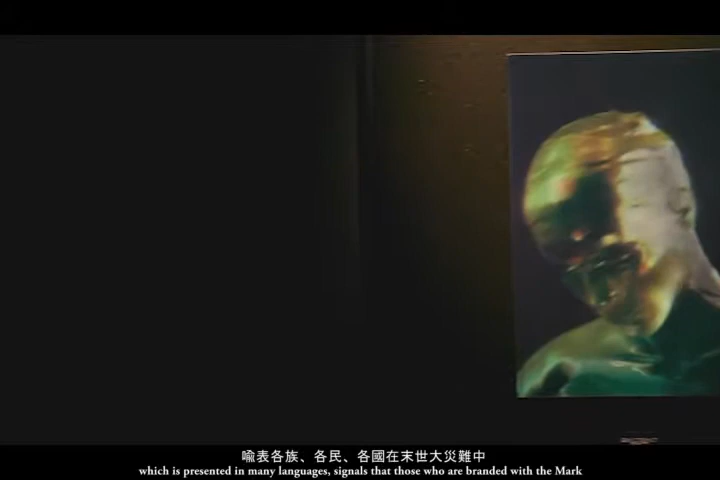 喩表各族、各民、各國在末世大災難中
which is presented in many languages, signals that those who are branded with the Mark